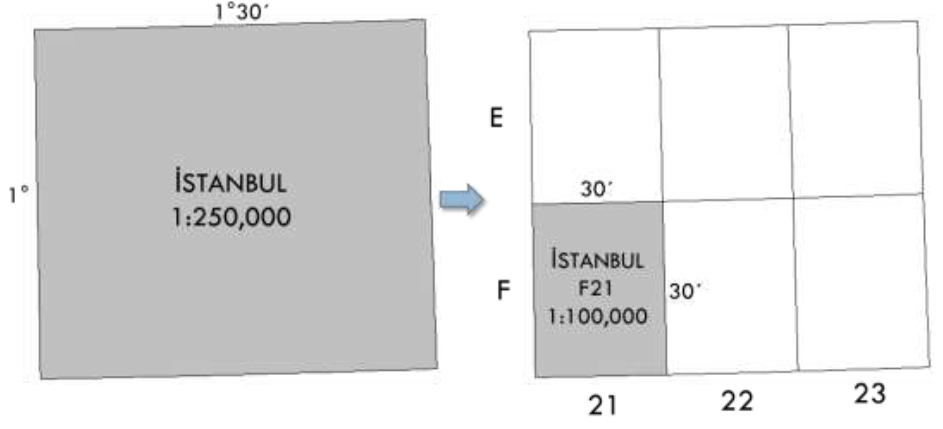 1°30´
1°
İSTANBUL
1:250,000
E
30´
F
İSTANBUL
F21
1:100,000
30´
21
22
23